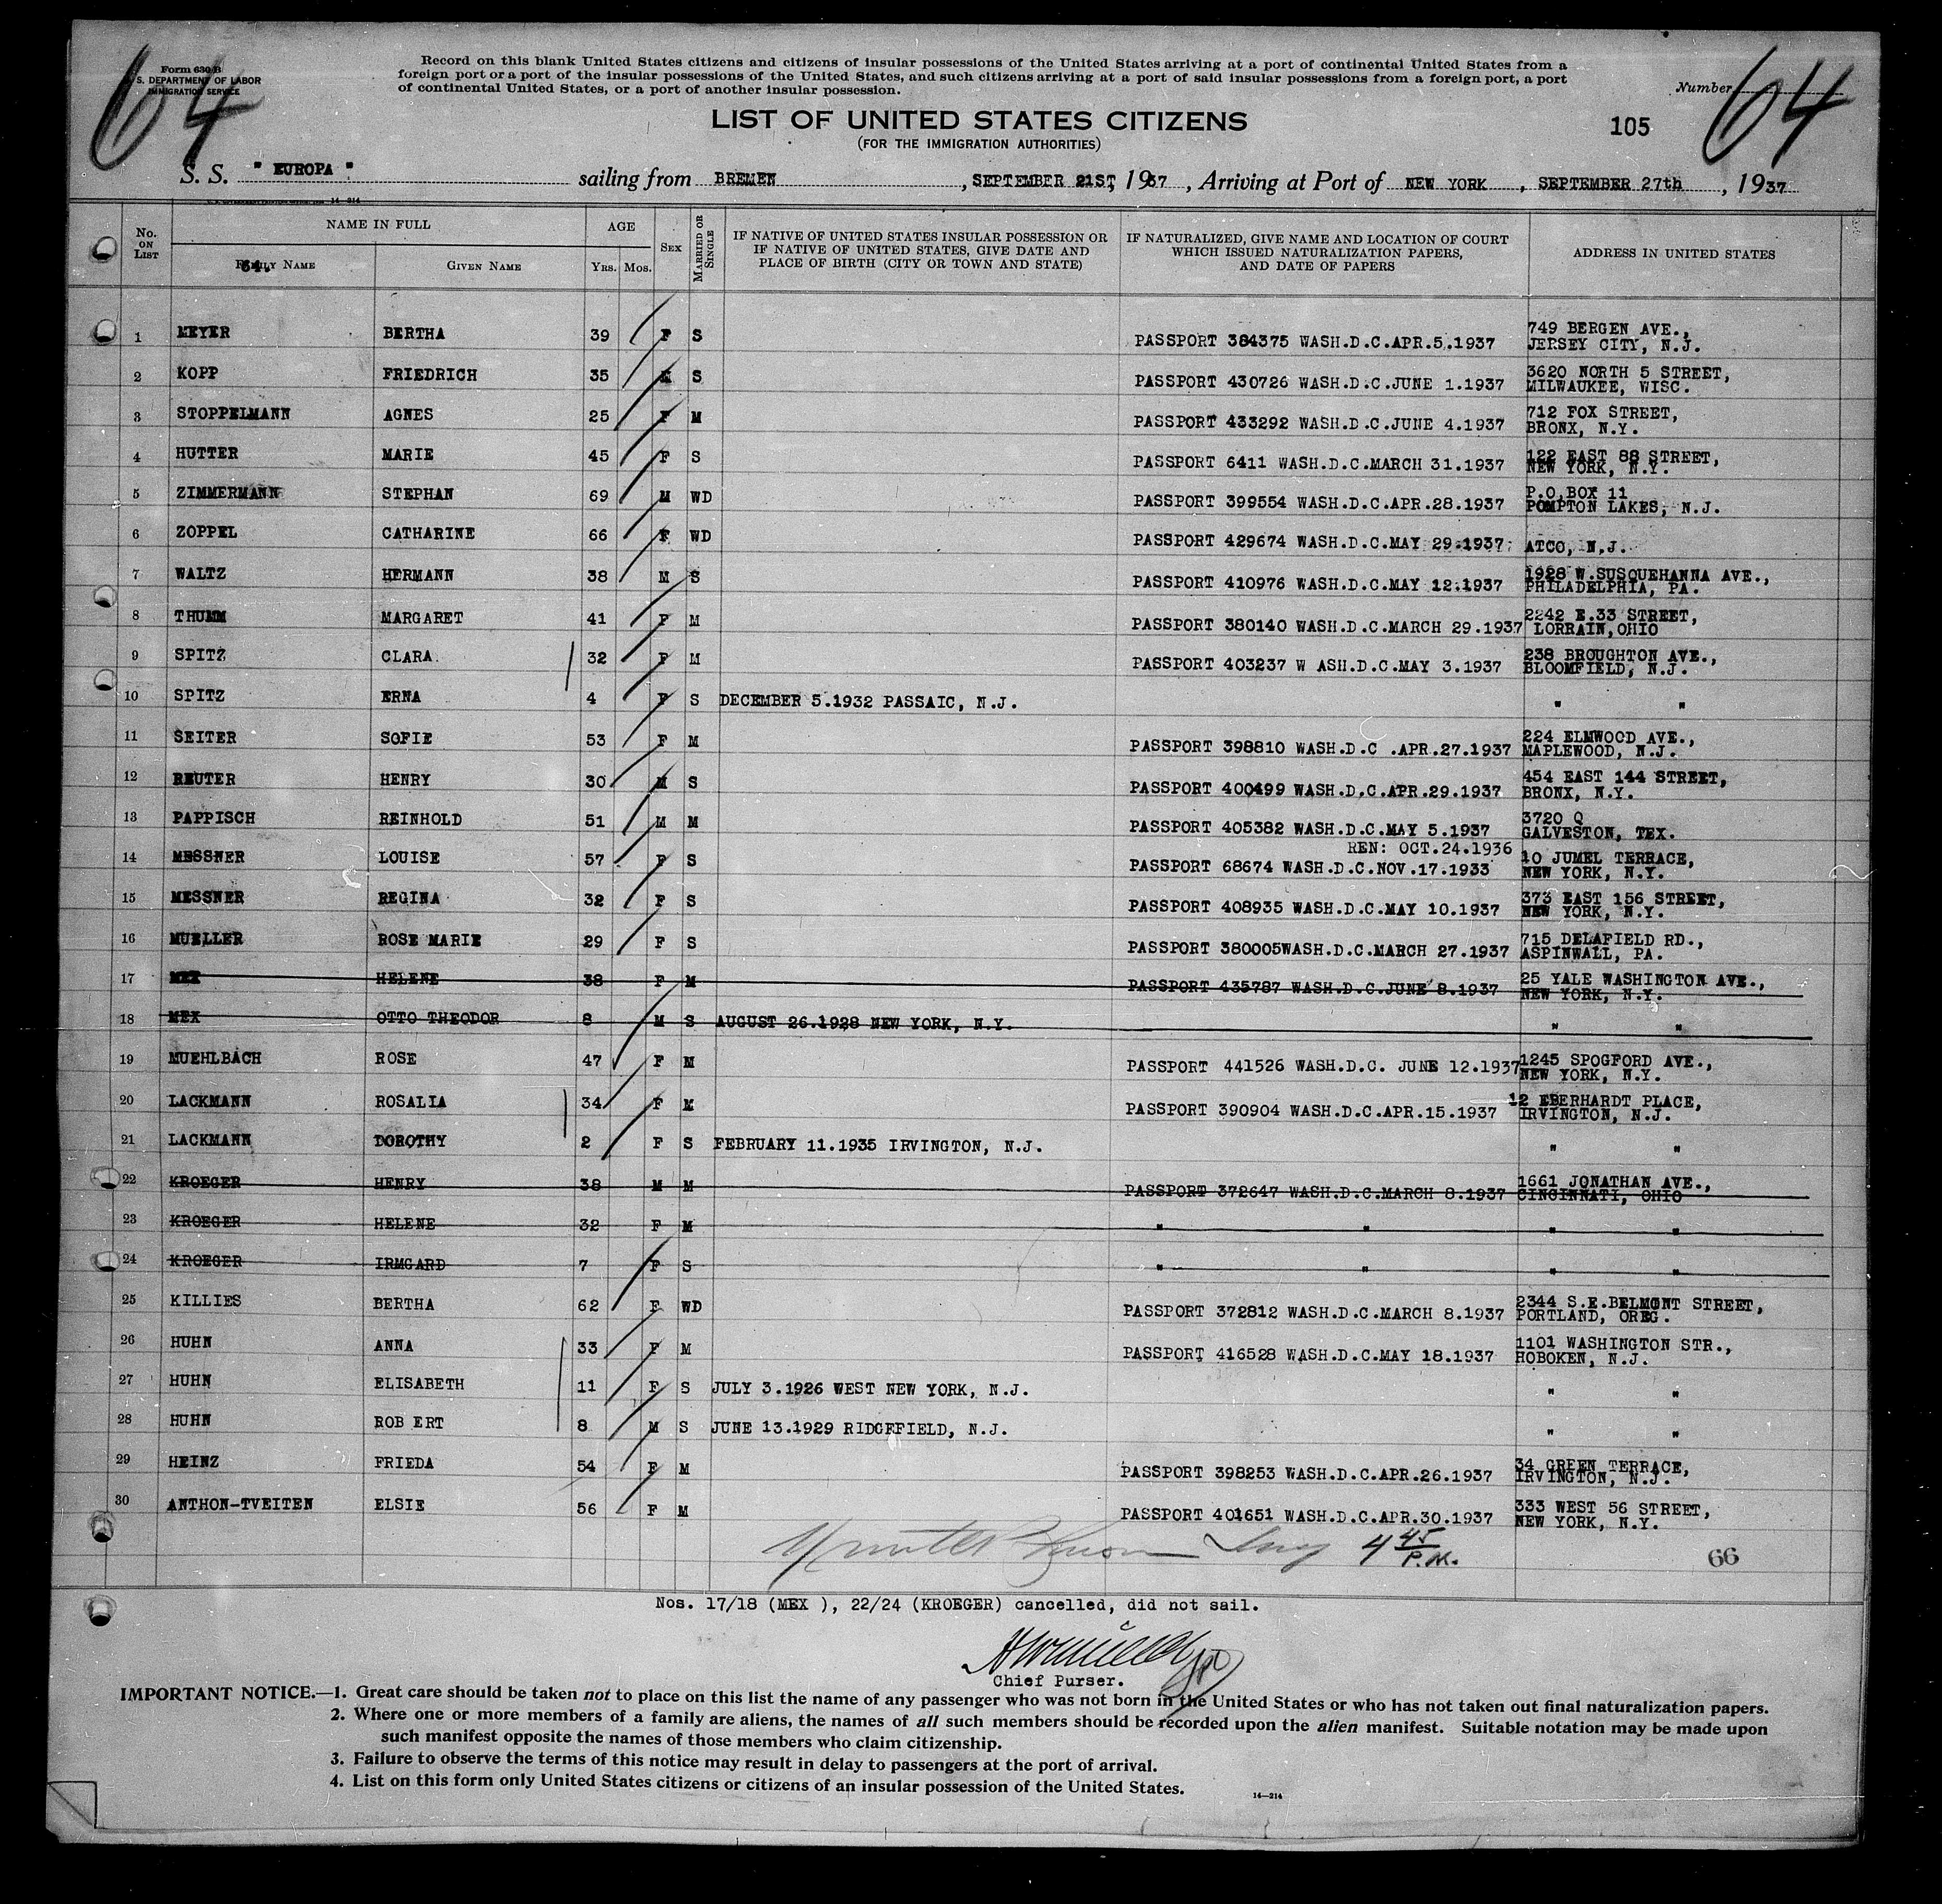 64
Form 630 B
S. DEPARTMENT OF LABOR
IMMIGRATION SERVICE
Record on this blank United States citizens and citizens of insular possessions of the United States arriving at a port of continental United States from a
foreign port or a port of the insular possessions of the United States, and such citizens arriving at a port of said insular possessions from a foreign port, a port
of continental United States, or a port of another insular possession.
Number 64
LIST OF UNITED STATES CITIZENS
(FOR THE IMMIGRATION AUTHORITIES)
105
S. S. " EUROPA " sailing from BREMEN, SEPTEMBER 21ST, 1937, Arriving at Port of NEW YORK, SEPTEMBER 27th, 1937
14-214
No. ON LIST NAME IN FULL AGE SEX MARRIED OR SINGLE IF NATIVE OF UNITED STATES INSULAR POSSESSION OR IF NATIVE OF UNITED STATES, GIVE DATE AND PLACE OF BIRTH (CITY OR TOWN AND STATE) IF NATURALIZED, GIVE NAME AND LOCATION OF COURT WHICH ISSUED NATURALIZATION PAPERS, AND DATE OF PAPERS ADDRESS IN UNITED STATES
64. FAMILY NAME GIVEN NAME YRS. MOS.
1 MEYER BERTHA 39 F S PASSPORT 384375 WASH.D.C.APR.5.1937 749 BERGEN AVE., JERSEY CITY, N.J.
2 KOPP FRIEDRICH 35 M S PASSPORT 430726 WASH.D.C.JUNE 1.1937 3620 NORTH 5 STREET, MILWAUKEE, WISC.
3 STOPPELMANN AGNES 25 F M PASSPORT 433292 WASH.D.C.JUNE 4.1937 712 FOX STREET, BRONX, N.Y.
4 HUTTER MARIE 45 F S PASSPORT 6411 WASH.D.C.MARCH 31.1937 122 EAST 88 STREET, NEW YORK, N.Y.
5 ZIMMERMANN STEPHAN 69 M WD PASSPORT 399554 WASH.D.C.APR.28.1937 P.O.BOX 11 POMPTON LAKES, N.J.
6 ZOPPEL CATHARINE 66 F WD PASSPORT 429674 WASH.D.C.MAY 29.1937 ATCO, N.J.
7 WALTZ HERMANN 38 M S PASSPORT 410976 WASH.D.C.MAY 12.1937 1928 W.SUSQUEHANNA AVE., PHILADELPHIA, PA.
8 THUMM MARGARET 41 F M PASSPORT 380140 WASH.D.C.MARCH 29.1937 2242 E.33 STREET, LORRAIN,OHIO
9 SPITZ CLARA 32 F M PASSPORT 403237 W ASH.D.C.MAY 3.1937 238 BROUGHTON AVE., BLOOMFIELD, N.J.
10 SPITZ ERNA 4 F S DECEMBER 5.1932 PASSAIC, N.J. " "
11 SEITER SOFIE 53 F M PASSPORT 398810 WASH.D.C .APR.27.1937 224 ELMWOOD AVE., MAPLEWOOD, N.J.
12 REUTER HENRY 30 M S PASSPORT 400499 WASH.D.C.APR.29.1937 454 EAST 144 STREET, BRONX, N.Y.
13 PAPPISCH REINHOLD 51 M M PASSPORT 405382 WASH.D.C.MAY 5.1937 3720 Q GALVESTON, TEX.
REN: OCT.24.1936
14 MESSNER LOUISE 57 F S PASSPORT 68674 WASH.D.C.NOV.17.1933 10 JUMEL TERRACE, NEW YORK, N.Y.
15 MESSNER REGINA 32 F S PASSPORT 408935 WASH.D.C.MAY 10.1937 373 EAST 156 STREET, NEW YORK, N.Y.
16 MUELLER ROSE MARIE 29 F S PASSPORT 380005WASH.D.C.MARCH 27.1937 715 DELAFIELD RD., ASPINWALL, PA.
17 MEX HELENE 38 F M PASSPORT 435787 WASH.D.C.JUNE 8.1937 25 YALE WASHINGTON AVE., NEW YORK, N.Y.
18 MEX OTTO THEODOR 8 M S AUGUST 26.1928 NEW YORK, N.Y. " "
19 MUEHLBACH ROSE 47 F M PASSPORT 441526 WASH.D.C. JUNE 12.1937 1245 SPOGFORD AVE., NEW YORK, N.Y.
20 LACKMANN ROSALIA 34 F M PASSPORT 390904 WASH.D.C.APR.15.1937 12 EBERHARDT PLACE, IRVINGTON, N.J.
21 LACKMANN DOROTHY 2 F S FEBRUARY 11.1935 IRVINGTON, N.J. " "
22 KROEGER HENRY 38 M M PASSPORT 372647 WASH.D.C.MARCH 8.1937 1661 JONATHAN AVE., CINCINNATI, OHIO
23 KROEGER HELENE 32 F M " " " "
24 KROEGER IRMGARD 7 F S " " " "
25 KILLIES BERTHA 62 F WD PASSPORT 372812 WASH.D.C.MARCH 8.1937 2344 S.E.BELMONT STREET, PORTLAND, OREG.
26 HUHN ANNA 33 F M PASSPORT 416528 WASH.D.C.MAY 18.1937 1101 WASHINGTON STR., HOBOKEN, N.J.
27 HUHN ELISABETH 11 F S JULY 3.1926 WEST NEW YORK, N.J. " "
28 HUHN ROB ERT 8 M S JUNE 13.1929 RIDGEFIELD, N.J. " "
29 HEINZ FRIEDA 54 F M PASSPORT 398253 WASH.D.C.APR.26.1937 34 GREEN TERRACE, IRVINGTON, N.J.
30 ANTHON-TVEITEN ELSIE 56 F M PASSPORT 401651 WASH.D.C.APR.30.1937 333 WEST 56 STREET, NEW YORK, N.Y.
4 45 P.M.
66
Nos. 17/18 (MEX ), 22/24 (KROEGER) cancelled, did not sail.
Chief Purser.
IMPORTANT NOTICE.—1. Great care should be taken not to place on this list the name of any passenger who was not born in the United States or who has not taken out final naturalization papers.
2. Where one or more members of a family are aliens, the names of all such members should be recorded upon the alien manifest. Suitable notation may be made upon
such manifest opposite the names of those members who claim citizenship.
3. Failure to observe the terms of this notice may result in delay to passengers at the port of arrival.
4. List on this form only United States citizens or citizens of an insular possession of the United States.
14—214